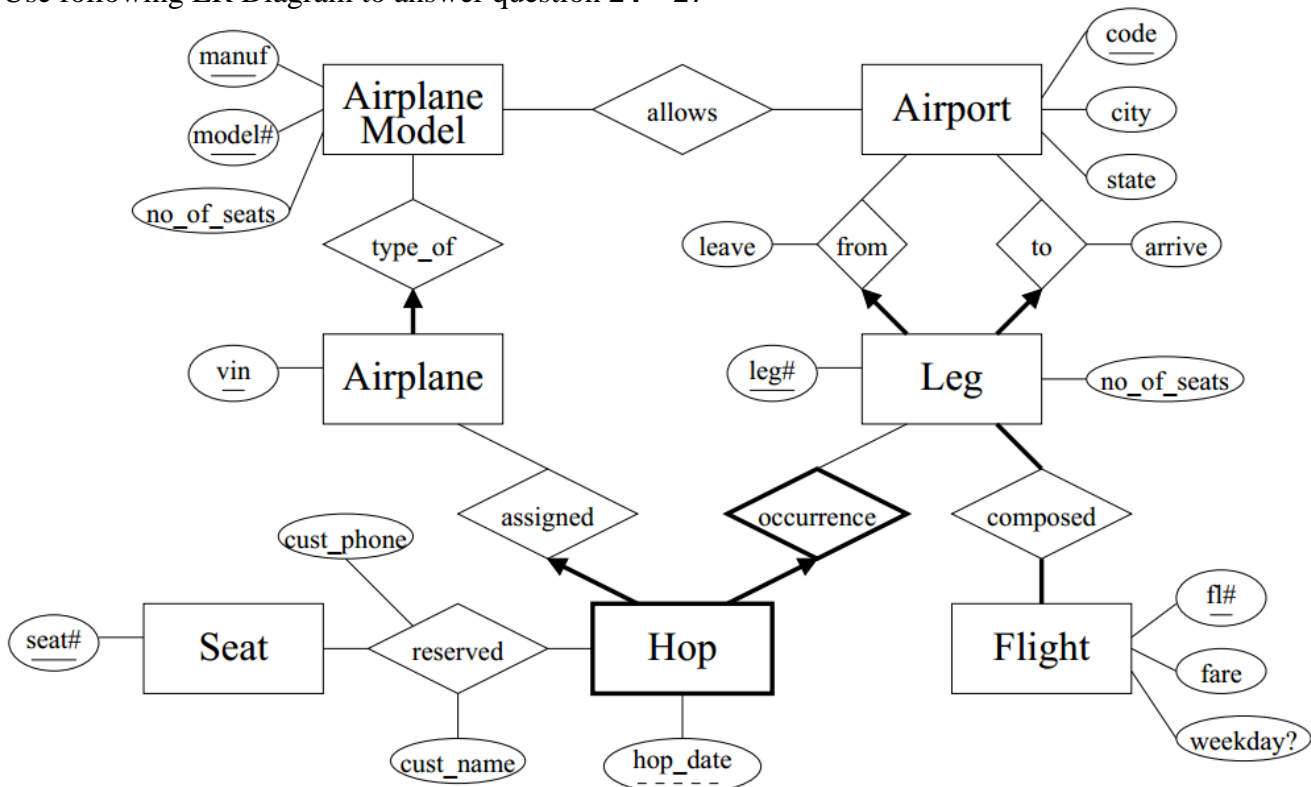 Use following ER Diagram to answer question 24 – 27
manuf
model#
no_of_seats
Airplane
Model
allows
Airport
code
city
state
type_of
leave
from
to
arrive
vin
Airplane
leg#
Leg
no_of_seats
assigned
occurrence
composed
cust_phone
seat#
Seat
reserved
Hop
Flight
fl#
fare
weekday?
cust_name
hop_date